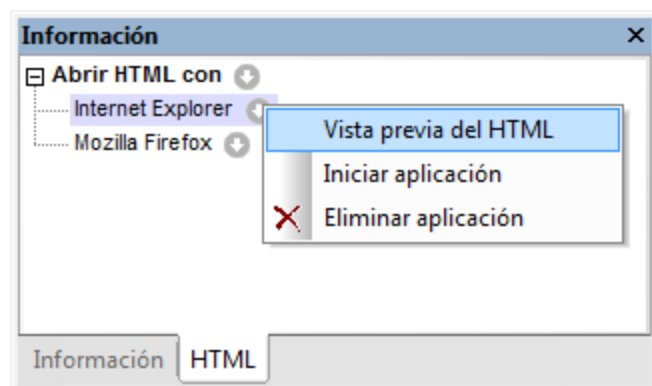 Información
Abrir HTML con
Internet Explorer
Vista previa del HTML
Mozilla Firefox
Iniciar aplicación
Eliminar aplicación
Información
HTML